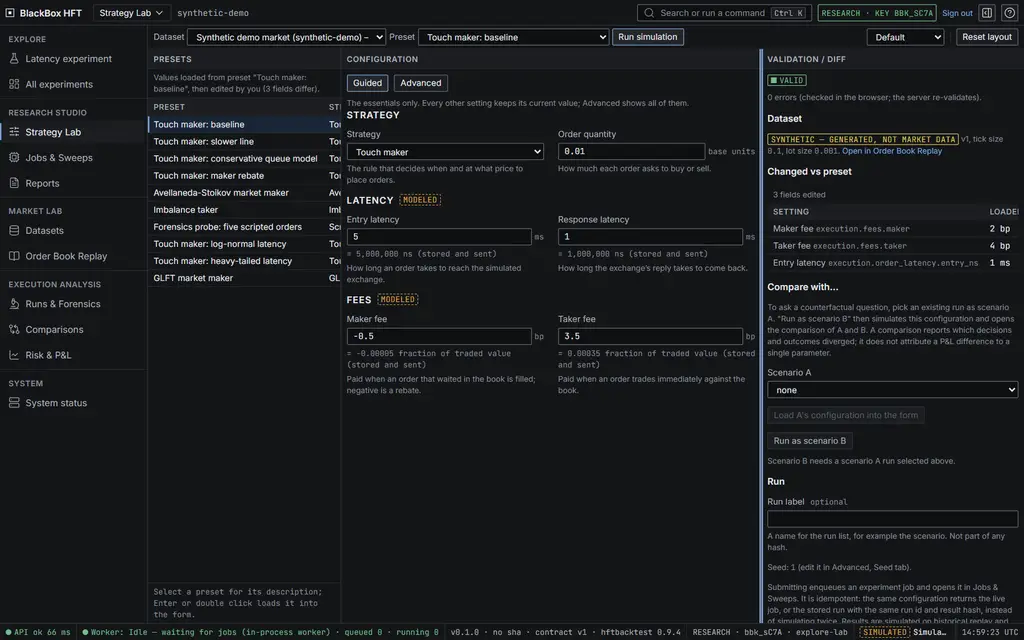 BlackBox HFT
Strategy Lab
synthetic-demo
Search or run a command
Ctrl K
RESEARCH · KEY BBK_SC7A
Sign out
EXPLORE
Latency experiment
All experiments
RESEARCH STUDIO
Strategy Lab
Jobs & Sweeps
Reports
MARKET LAB
Datasets
Order Book Replay
EXECUTION ANALYSIS
Runs & Forensics
Comparisons
Risk & P&L
SYSTEM
System status
Dataset
Synthetic demo market (synthetic-demo) –
Preset
Touch maker: baseline
Run simulation
Default
Reset layout
PRESETS
Values loaded from preset "Touch maker:
baseline", then edited by you (3 fields differ).
PRESET
Touch maker: baseline
Touch maker: slower line
Touch maker: conservative queue model
Touch maker: maker rebate
Avellaneda-Stoikov market maker
Imbalance taker
Forensics probe: five scripted orders
Touch maker: log-normal latency
Touch maker: heavy-tailed latency
GLFT market maker
Select a preset for its description;
Enter or double click loads it into
the form.
CONFIGURATION
Guided
Advanced
The essentials only. Every other setting keeps its current value; Advanced shows all of them.
STRATEGY
Strategy
Touch maker
The rule that decides when and at what price to
place orders.
Order quantity
0.01
base units
How much each order asks to buy or sell.
LATENCY
MODELED
Entry latency
5
ms
= 5,000,000 ns (stored and sent)
How long an order takes to reach the simulated
exchange.
Response latency
1
ms
= 1,000,000 ns (stored and sent)
How long the exchange's reply takes to come back.
FEES
MODELED
Maker fee
-0.5
bp
= -0.00005 fraction of traded value
(stored and sent)
Paid when an order that waited in the book is filled;
negative is a rebate.
Taker fee
3.5
bp
= 0.00035 fraction of traded value (stored
and sent)
Paid when an order trades immediately against the
book.
VALIDATION / DIFF
VALID
0 errors (checked in the browser; the server re-validates).
Dataset
SYNTHETIC — GENERATED, NOT MARKET DATA v1, tick size
0.1, lot size 0.001. Open in Order Book Replay
Changed vs preset
3 fields edited
SETTING LOADE
Maker fee execution.fees.maker 2 bp
Taker fee execution.fees.taker 4 bp
Entry latency execution.order_latency.entry_ns 1 ms
Compare with...
To ask a counterfactual question, pick an existing run as scenario
A. "Run as scenario B" then simulates this configuration and opens
the comparison of A and B. A comparison reports which decisions
and outcomes diverged; it does not attribute a P&L difference to a
single parameter.
Scenario A
none
Load A's configuration into the form
Run as scenario B
Scenario B needs a scenario A run selected above.
Run
Run label optional
A name for the run list, for example the scenario. Not part of any
hash.
Seed: 1 (edit it in Advanced, Seed tab).
Submitting enqueues an experiment job and opens it in Jobs &
Sweeps. It is idempotent: the same configuration returns the live
job, or the stored run with the same run id and result hash, instead
of simulating twice. Results are simulated on historical replay and
API ok 66 ms
Worker: Idle — waiting for jobs (in-process worker) · queued 0 · running 0
v0.1.0 · no sha · contract v1 · hftbacktest 0.9.4
RESEARCH · bbk_sC7A · explore-lab
SIMULATED Simula…
14:59:23 UTC